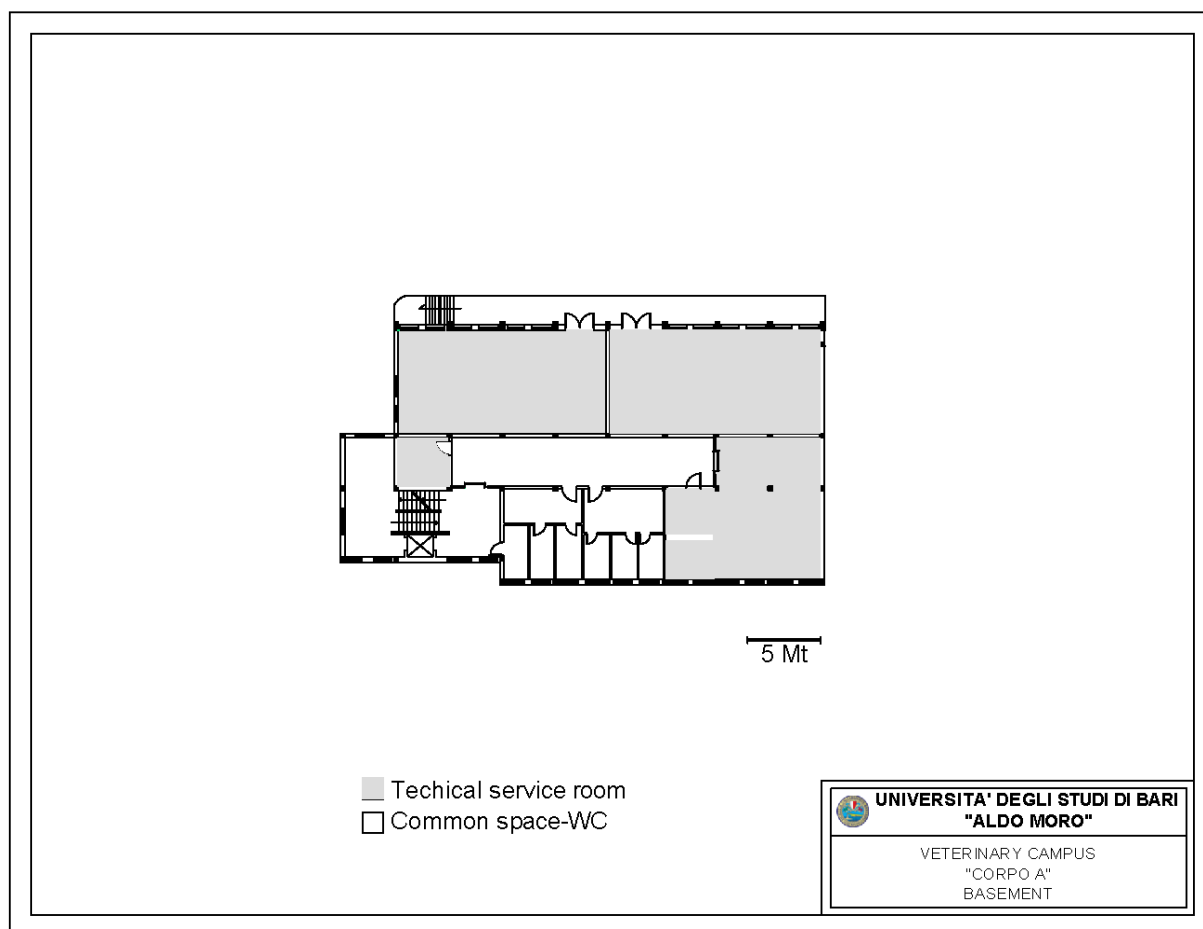 5 Mt
Techical service room
Common space-WC
UNIVERSITA' DEGLI STUDI DI BARI
"ALDO MORO"
VETERINARY CAMPUS
"CORPO A"
BASEMENT